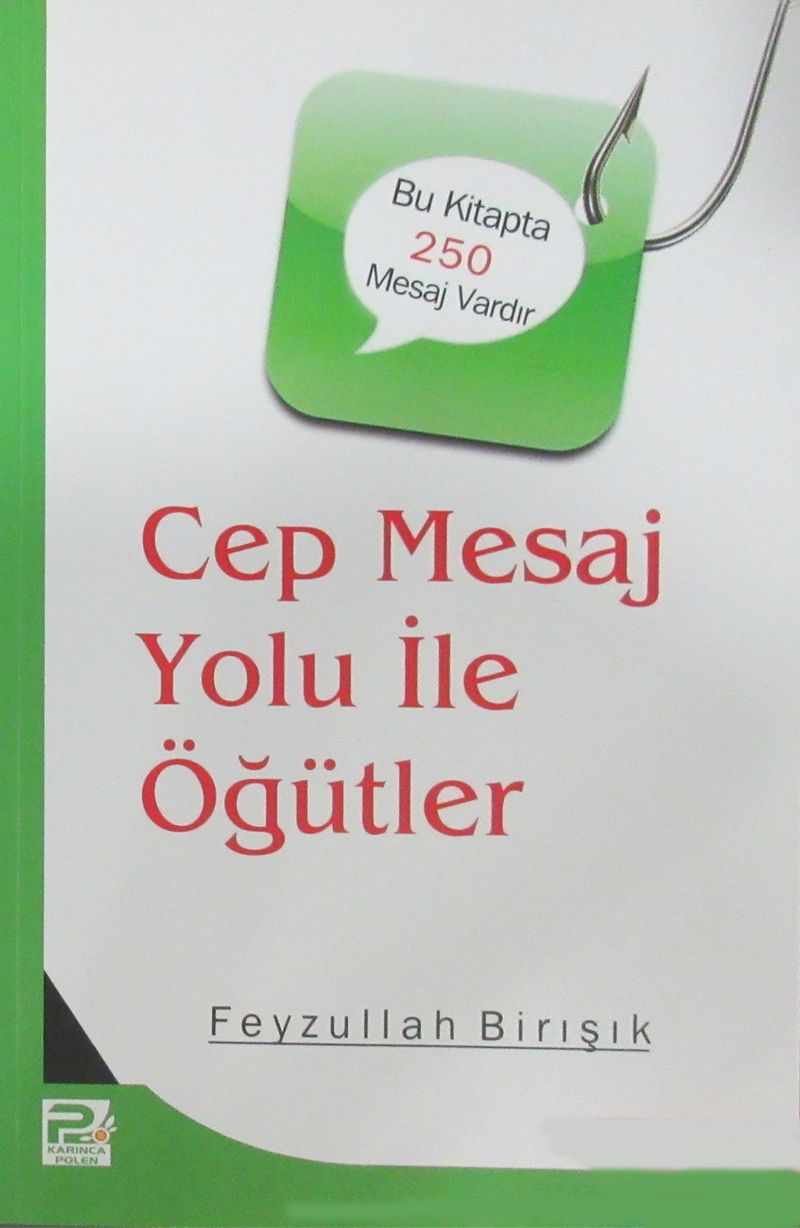 Bu Kitapta
250
Mesaj Vardır
Cep Mesaj
Yolu İle
Öğütler
Feyzullah Birışık
KARINCA
POLEN